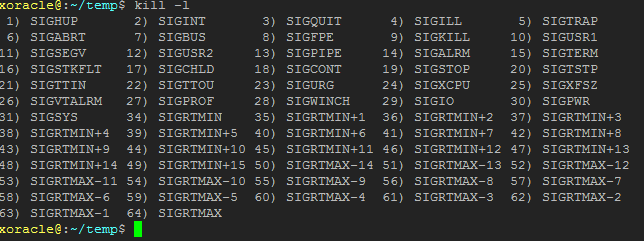 xoracle@:~/temp$ kill -l
 1) SIGHUP       2) SIGINT       3) SIGQUIT      4) SIGILL       5) SIGTRAP
 6) SIGABRT      7) SIGBUS       8) SIGFPE       9) SIGKILL     10) SIGUSR1
11) SIGSEGV     12) SIGUSR2     13) SIGPIPE     14) SIGALRM     15) SIGTERM
16) SIGSTKFLT   17) SIGCHLD     18) SIGCONT     19) SIGSTOP     20) SIGTSTP
21) SIGTTIN     22) SIGTTOU     23) SIGURG      24) SIGXCPU     25) SIGXFSZ
26) SIGVTALRM   27) SIGPROF     28) SIGWINCH    29) SIGIO       30) SIGPWR
31) SIGSYS      34) SIGRTMIN    35) SIGRTMIN+1  36) SIGRTMIN+2  37) SIGRTMIN+3
38) SIGRTMIN+4  39) SIGRTMIN+5  40) SIGRTMIN+6  41) SIGRTMIN+7  42) SIGRTMIN+8
43) SIGRTMIN+9  44) SIGRTMIN+10 45) SIGRTMIN+11 46) SIGRTMIN+12 47) SIGRTMIN+13
48) SIGRTMIN+14 49) SIGRTMIN+15 50) SIGRTMAX-14 51) SIGRTMAX-13 52) SIGRTMAX-12
53) SIGRTMAX-11 54) SIGRTMAX-10 55) SIGRTMAX-9  56) SIGRTMAX-8  57) SIGRTMAX-7
58) SIGRTMAX-6  59) SIGRTMAX-5  60) SIGRTMAX-4  61) SIGRTMAX-3  62) SIGRTMAX-2
63) SIGRTMAX-1  64) SIGRTMAX
xoracle@:~/temp$